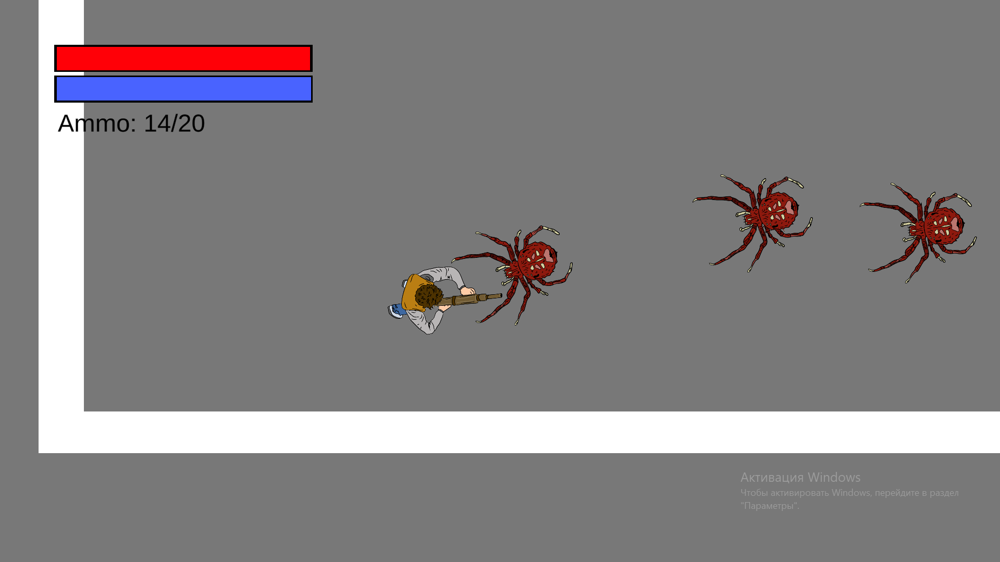 Ammo: 14/20
Активация Windows
Чтобы активировать Windows, перейдите в раздел
"Параметры".